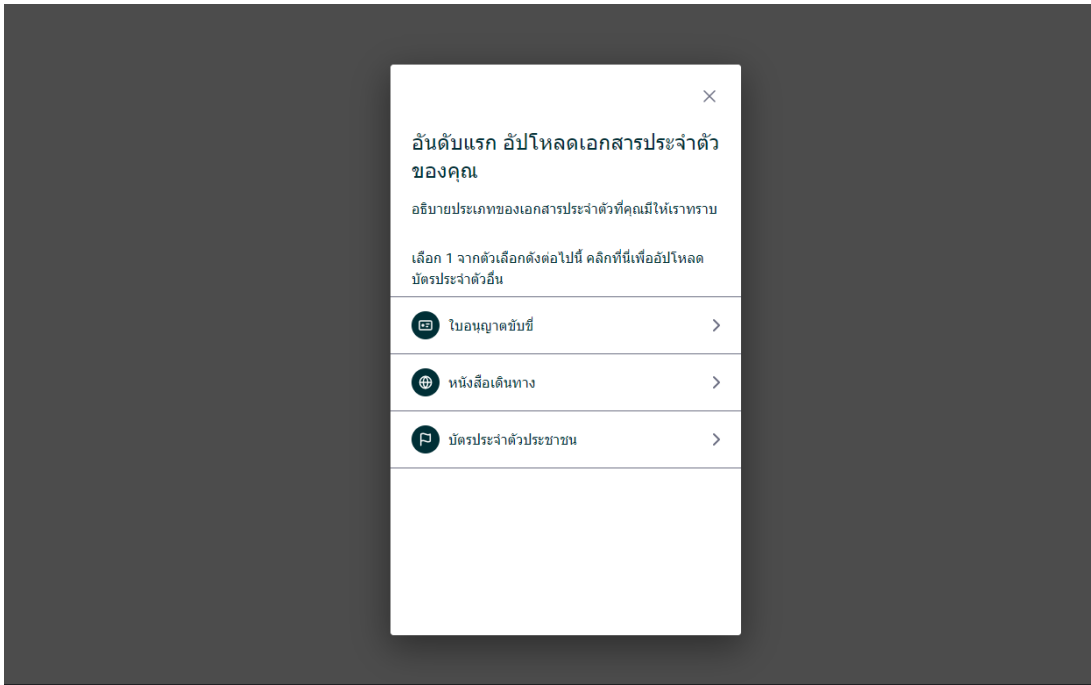 อันดับแรก อัปโหลดเอกสารประจำตัว
ของคุณ
อธิบายประเภทของเอกสารประจำตัวที่คุณมีให้เราทราบ
เลือก 1 จากตัวเลือกดังต่อไปนี้ คลิกที่นี่เพื่ออัปโหลด
บัตรประจำตัวอื่น
ใบอนุญาตขับขี่
หนังสือเดินทาง
บัตรประจำตัวประชาชน